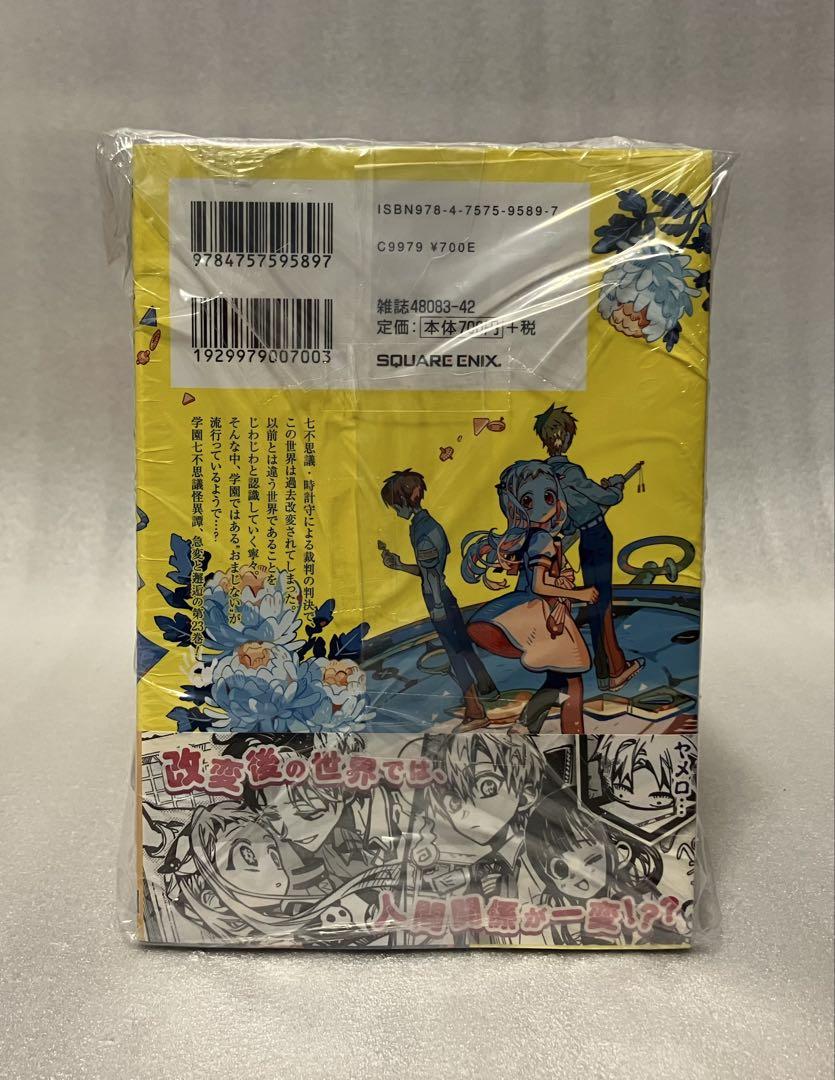 ISBN978-4-7575-9589-7
9784757595897
C9979 ¥700E
雑誌48083-42
定価：本体700円+税
1929979007003
SQUARE ENIX.
七不思議・時計守による裁判の判決で、
この世界は過去改変されてしまった。
以前とは違う世界であることを
じわじわと認識していく寧々。
そんな中、学園ではある“おまじない”が
流行っているようで…?
学園七不思議怪異譚、急変と邂逅の第23巻!
改変後の世界では、
ヤメロ…
人間関係が一変!??